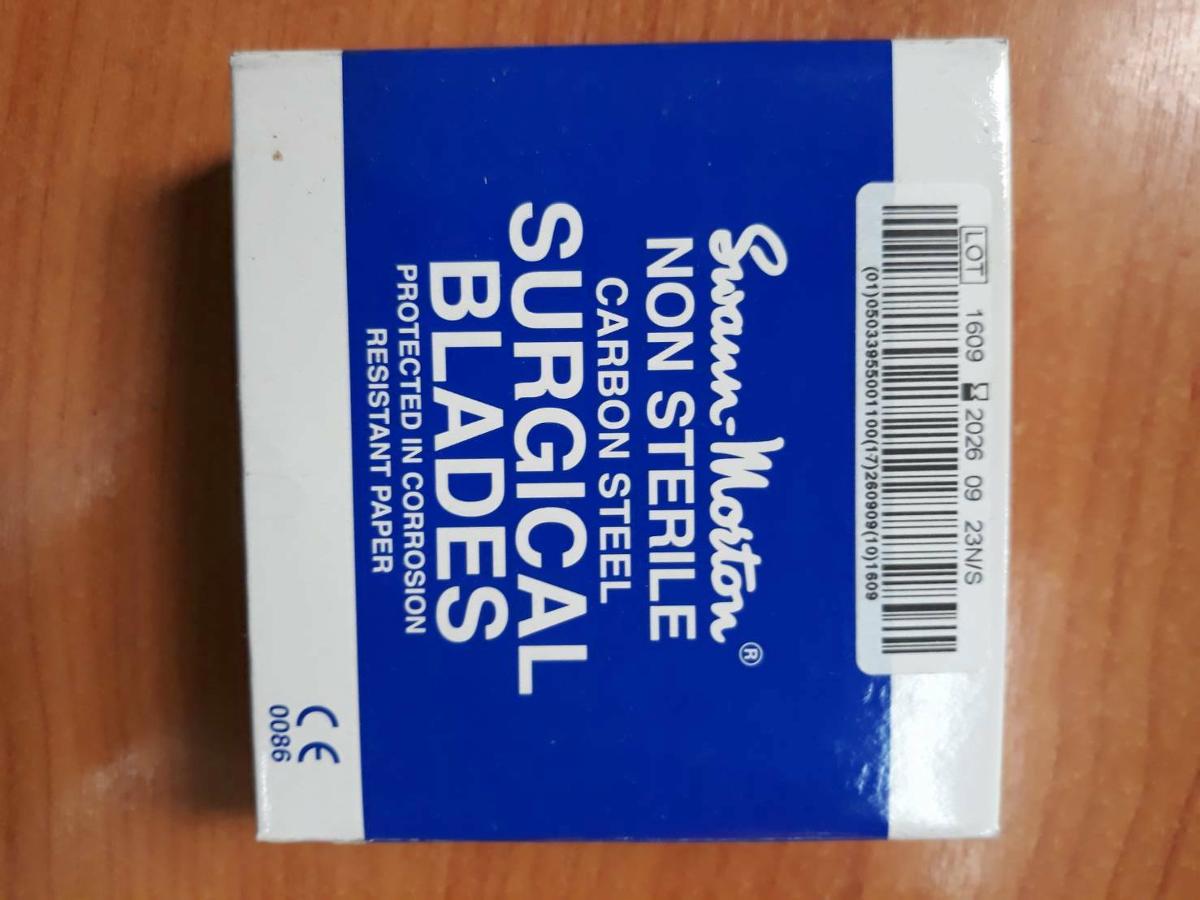 LOT 1609 2026 09 23N/S
(01)05033955001100(17)260909(10)1609
Swann-Morton®
NON STERILE
CARBON STEEL
SURGICAL
BLADES
PROTECTED IN CORROSION
RESISTANT PAPER
CE
0086